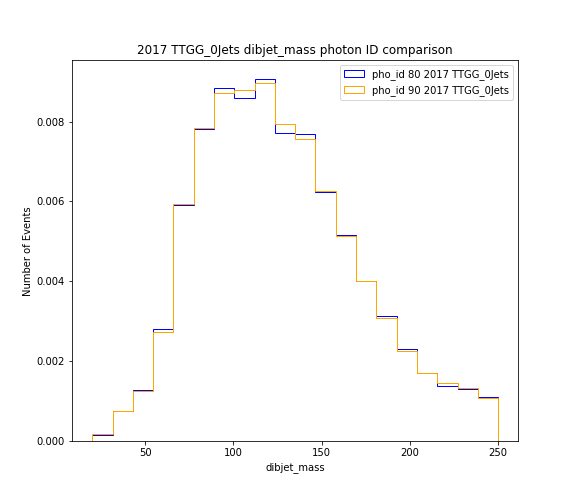 2017 TTGG_0Jets dibjet_mass photon ID comparison
pho_id 80 2017 TTGG_0Jets
pho_id 90 2017 TTGG_0Jets
Number of Events
0.008
0.006
0.004
0.002
0.000
50
100
150
200
250
dibjet_mass